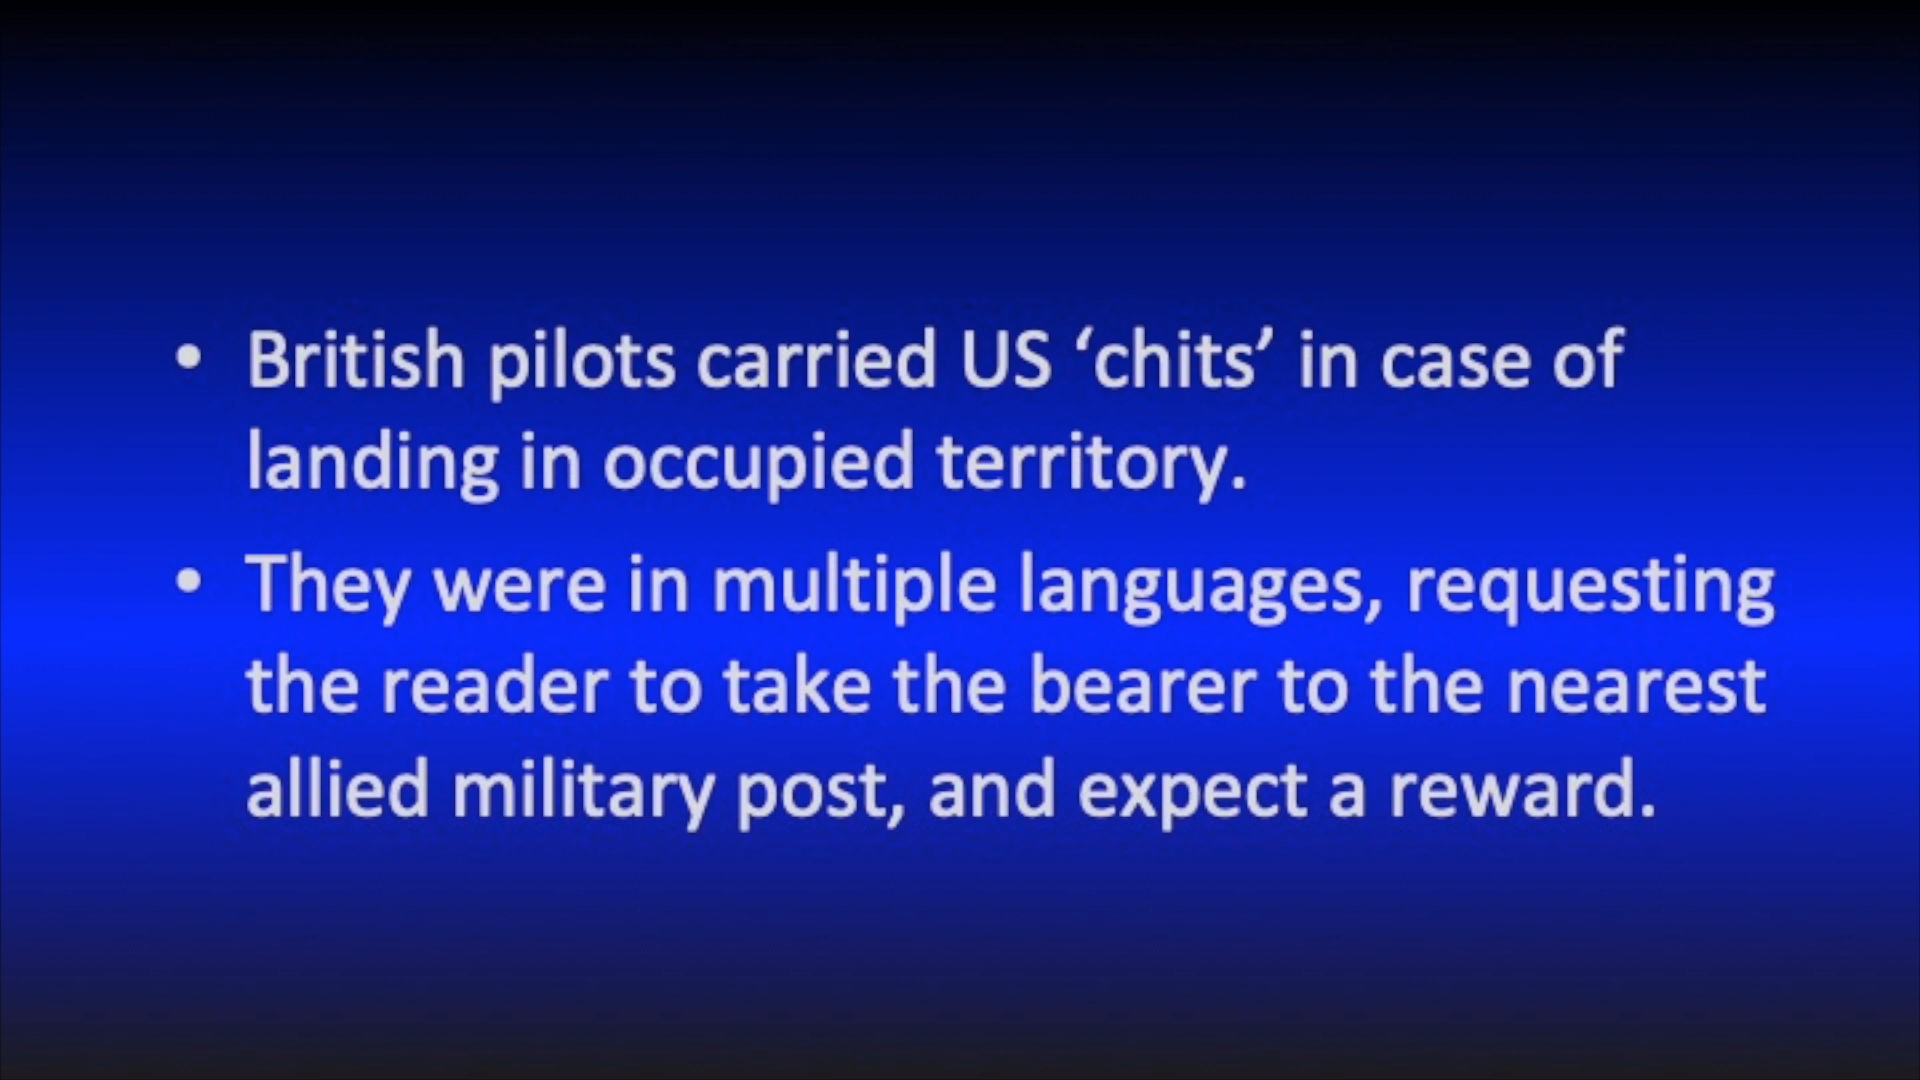 • British pilots carried US ‘chits’ in case of
landing in occupied territory.
• They were in multiple languages, requesting
the reader to take the bearer to the nearest
allied military post, and expect a reward.